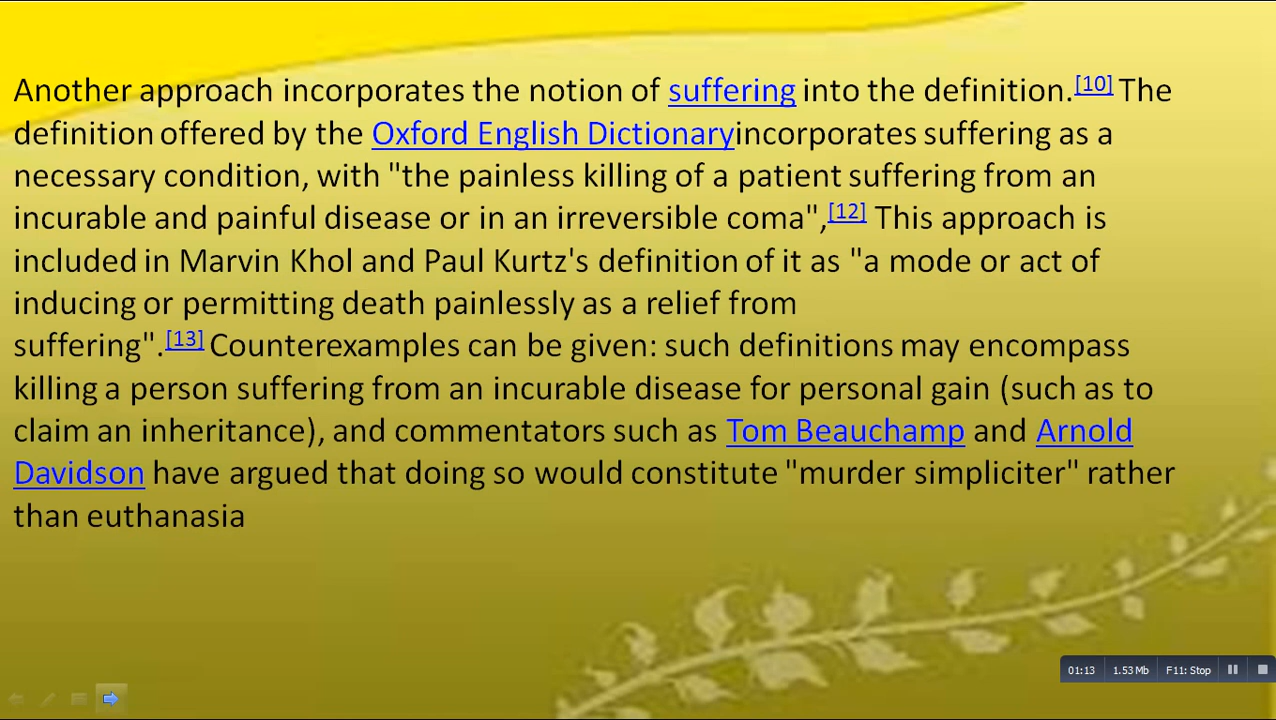 Another approach incorporates the notion of suffering into the definition.[10] The
definition offered by the Oxford English Dictionaryincorporates suffering as a
necessary condition, with "the painless killing of a patient suffering from an
incurable and painful disease or in an irreversible coma",[12] This approach is
included in Marvin Khol and Paul Kurtz's definition of it as "a mode or act of
inducing or permitting death painlessly as a relief from
suffering".[13] Counterexamples can be given: such definitions may encompass
killing a person suffering from an incurable disease for personal gain (such as to
claim an inheritance), and commentators such as Tom Beauchamp and Arnold
Davidson have argued that doing so would constitute "murder simpliciter" rather
than euthanasia
01:13 1.53 Mb F11: Stop